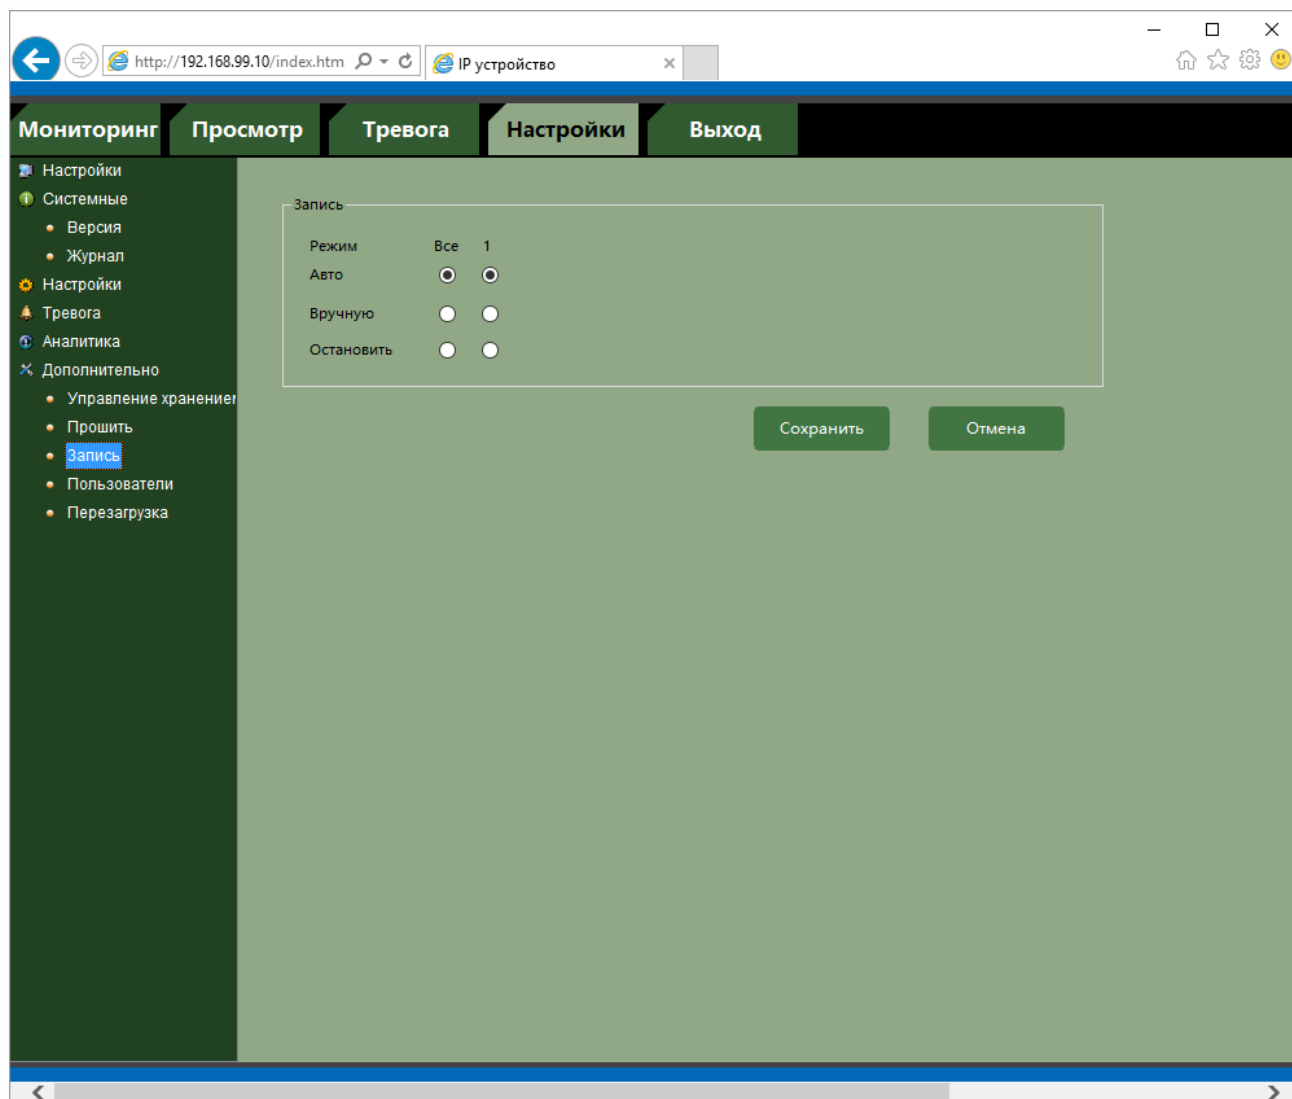 http://192.168.99.10/index.htm
IP устройство
Мониторинг Просмотр Тревога Настройки Выход
Настройки
Системные
Версия
Журнал
Настройки
Тревога
Аналитика
Дополнительно
Управление хранением
Прошить
Запись
Пользователи
Перезагрузка
Запись
Режим Все 1
Авто
Вручную
Остановить
Сохранить Отмена